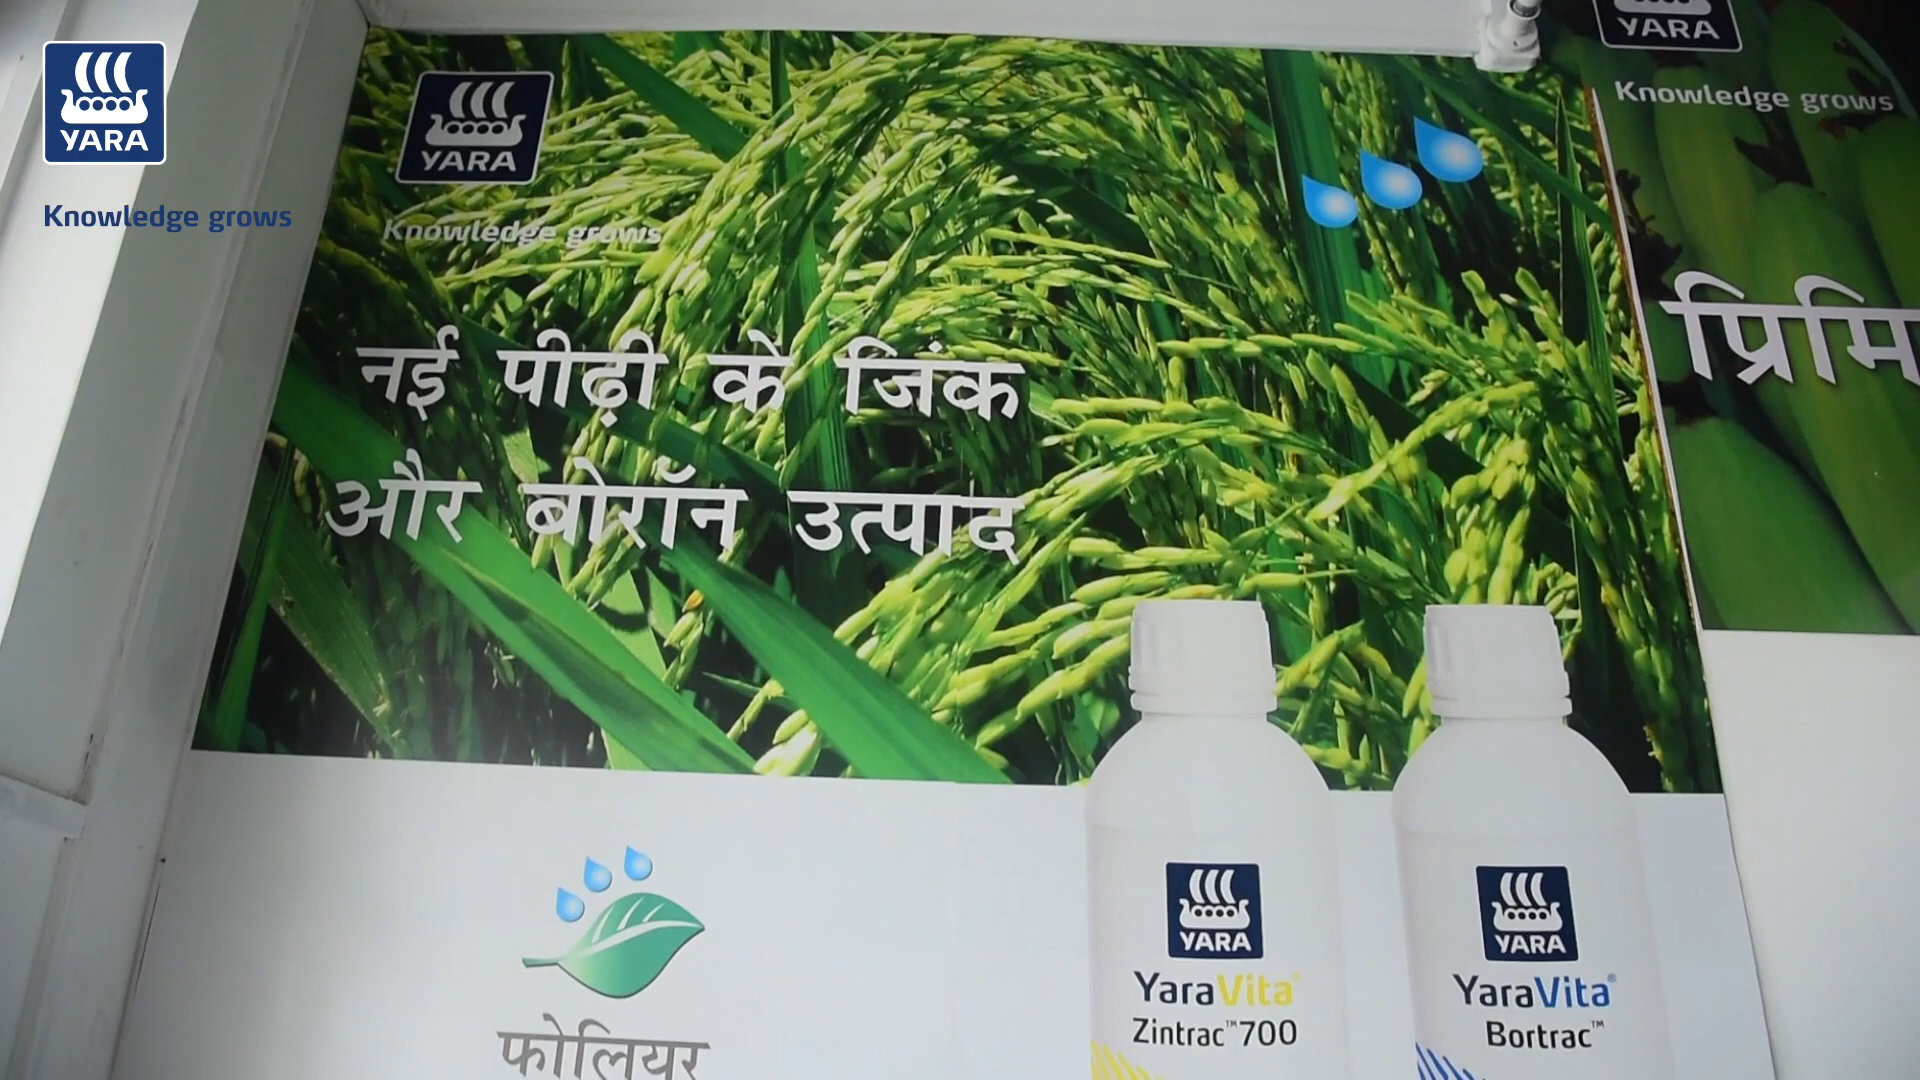 YARA
Knowledge grows
YARA
Knowledge grows
नई पीढ़ी के जिंक
और बोरॉन उत्पाद
फोलियर
YARA
YaraVita®
Zintrac™700
YARA
YaraVita®
Bortrac™
YARA
Knowledge grows